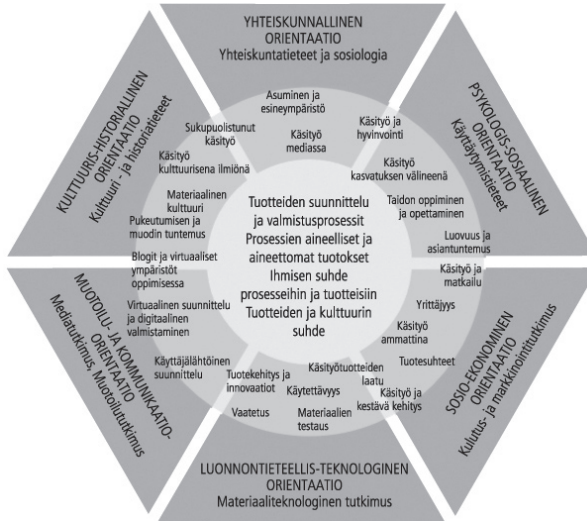 YHTEISKUNNALLINEN
ORIENTAATIO
Yhteiskuntatieteet ja sosiologia
PSYKOLOGIS-SOSIAALINEN
ORIENTAATIO
Käyttäytymistieteet
SOSIO-EKONOMINEN
ORIENTAATIO
Kulutus- ja markkinointitutkimus
LUONNONTIETEELLIS-TEKNOLOGINEN
ORIENTAATIO
Materiaaliteknologinen tutkimus
MUOTOILU- JA KOMMUNIKAATIO-
ORIENTAATIO
Mediatutkimus, Muotoilututkimus
KULTTUURIS-HISTORIALLINEN
ORIENTAATIO
Kulttuuri - ja historiatieteet
Asuminen ja
esineympäristö
Käsityö
mediassa
Käsityö ja
hyvinvointi
Käsityö
kasvatuksen välineenä
Taidon oppiminen
ja opettaminen
Luovuus ja
asiantuntemus
Käsityö ja
matkailu
Yrittäjyys
Käsityö
ammattina
Tuotesuhteet
Käsityö ja
kestävä kehitys
Käsityötuotteiden
laatu
Materiaalien
testaus
Käytettävyys
Vaatetus
Tuotekehitys ja
innovaatiot
Käyttäjälähtöinen
suunnittelu
Virtuaalinen suunnittelu
ja digitaalinen
valmistaminen
Blogit ja virtuaaliset
ympäristöt
oppimisessa
Pukeutumisen ja
muodin tuntemus
Materiaalinen
kulttuuri
Käsityö
kulttuurisena ilmiönä
Sukupuolistunut
käsityö
Tuotteiden suunnittelu
ja valmistusprosessit
Prosessien aineelliset ja
aineettomat tuotokset
Ihmisen suhde
prosesseihin ja tuotteisiin
Tuotteiden ja kulttuurin
suhde